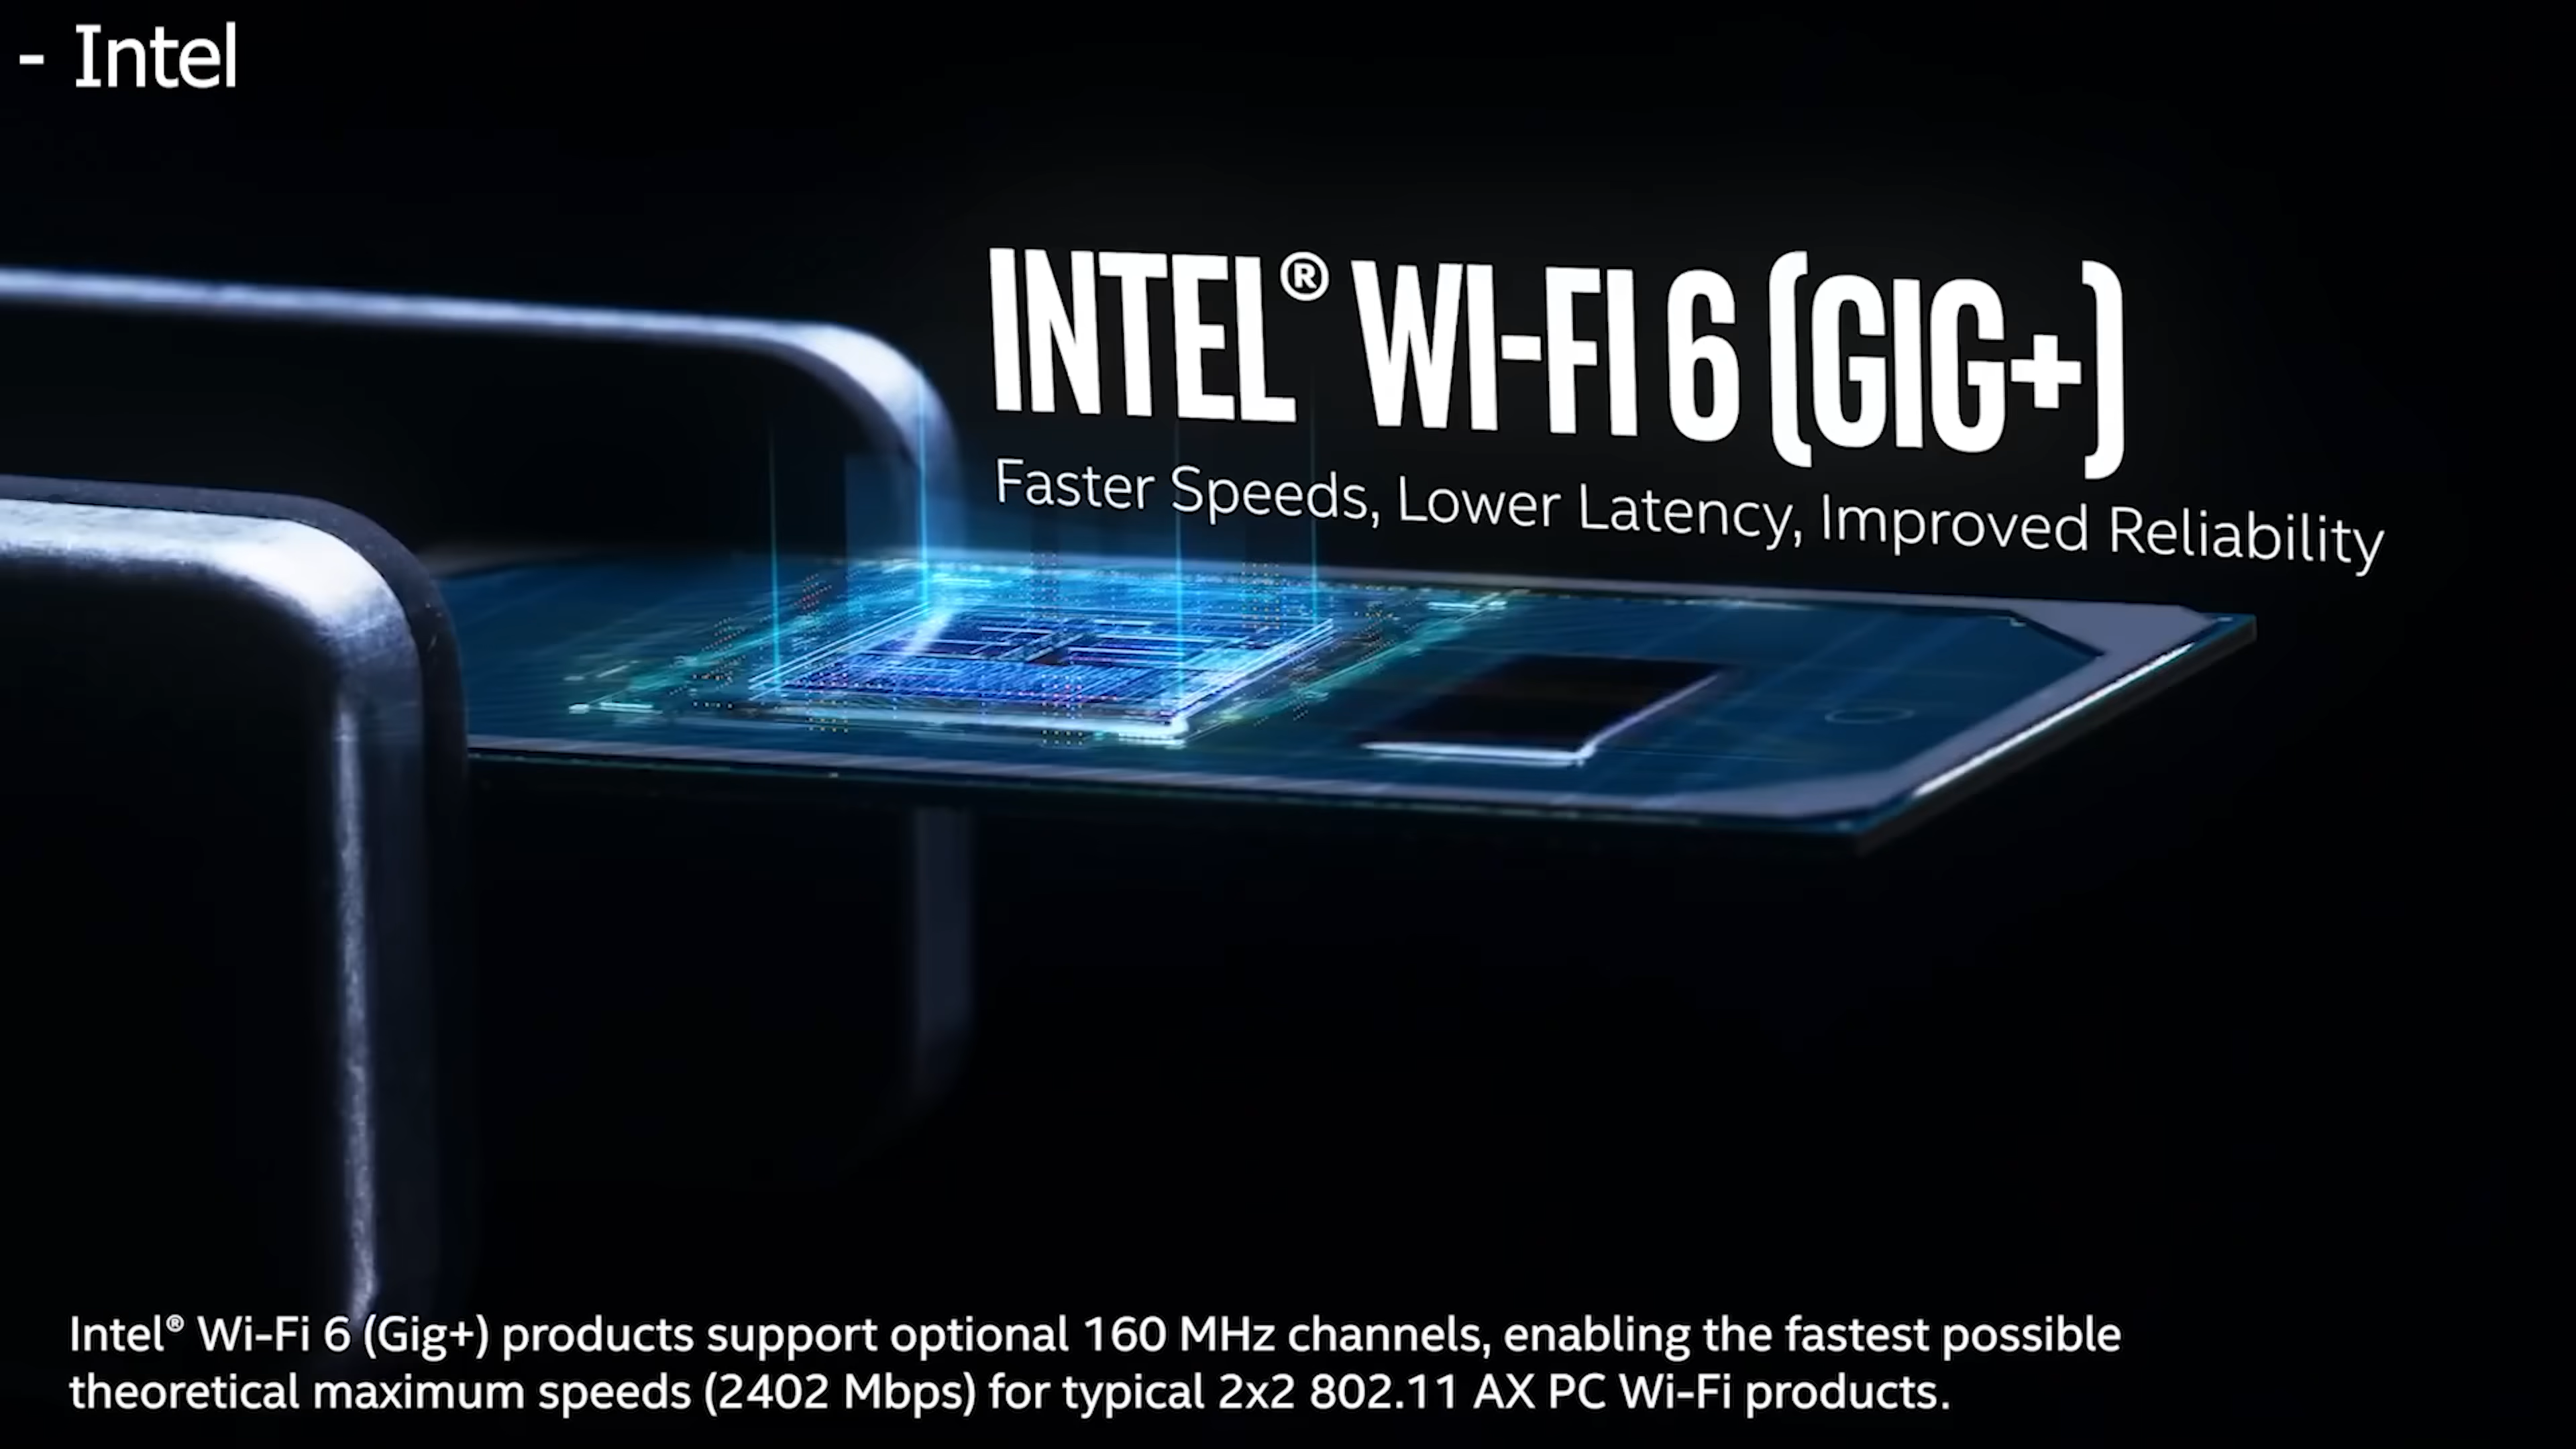 - Intel
INTEL® WI-FI 6 (GIG+)
Faster Speeds, Lower Latency, Improved Reliability
Intel® Wi-Fi 6 (Gig+) products support optional 160 MHz channels, enabling the fastest possible
theoretical maximum speeds (2402 Mbps) for typical 2x2 802.11 AX PC Wi-Fi products.